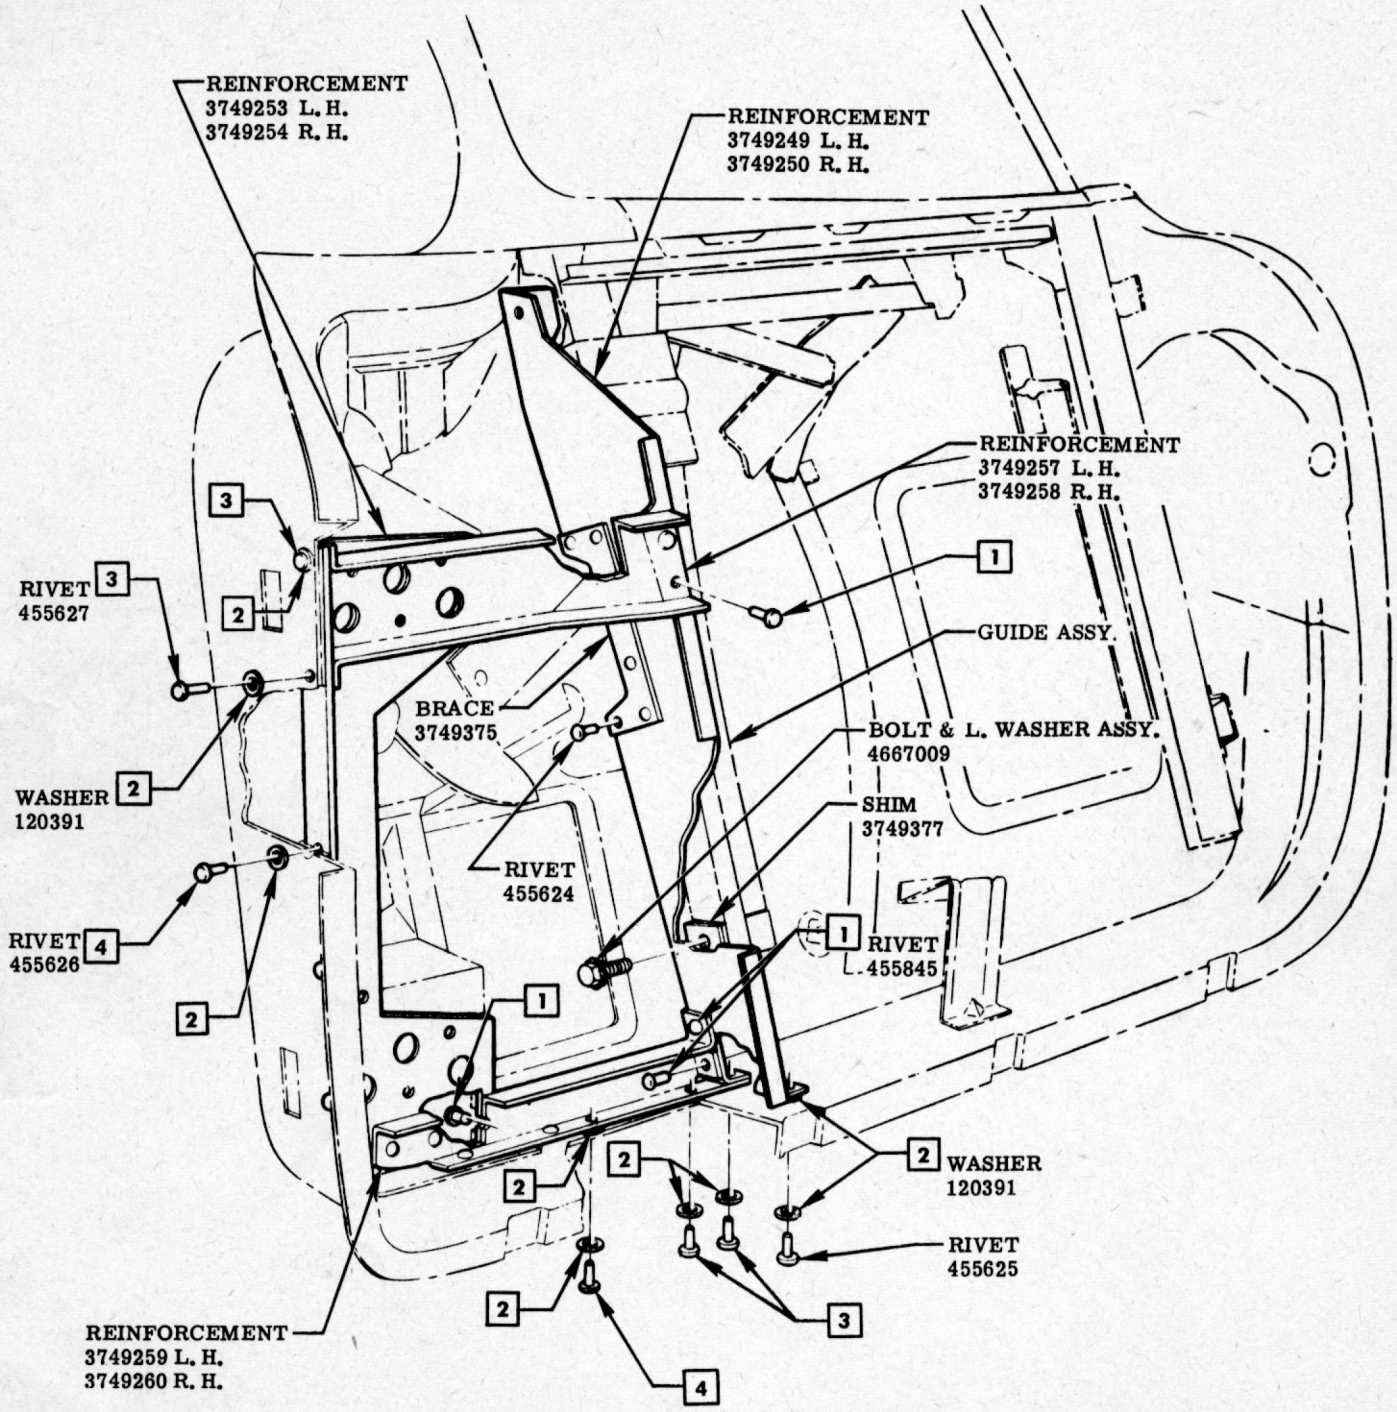 REINFORCEMENT
3749253 L. H.
3749254 R. H.
REINFORCEMENT
3749249 L. H.
3749250 R. H.
REINFORCEMENT
3749257 L. H.
3749258 R. H.
3
3
RIVET
455627
2
1
GUIDE ASSY.
BRACE
3749375
BOLT & L. WASHER ASSY.
4667009
2
WASHER
120391
SHIM
3749377
RIVET
455624
4
RIVET
455626
1
RIVET
455845
2
1
2
2
2
WASHER
120391
RIVET
455625
2
3
4
REINFORCEMENT
3749259 L. H.
3749260 R. H.